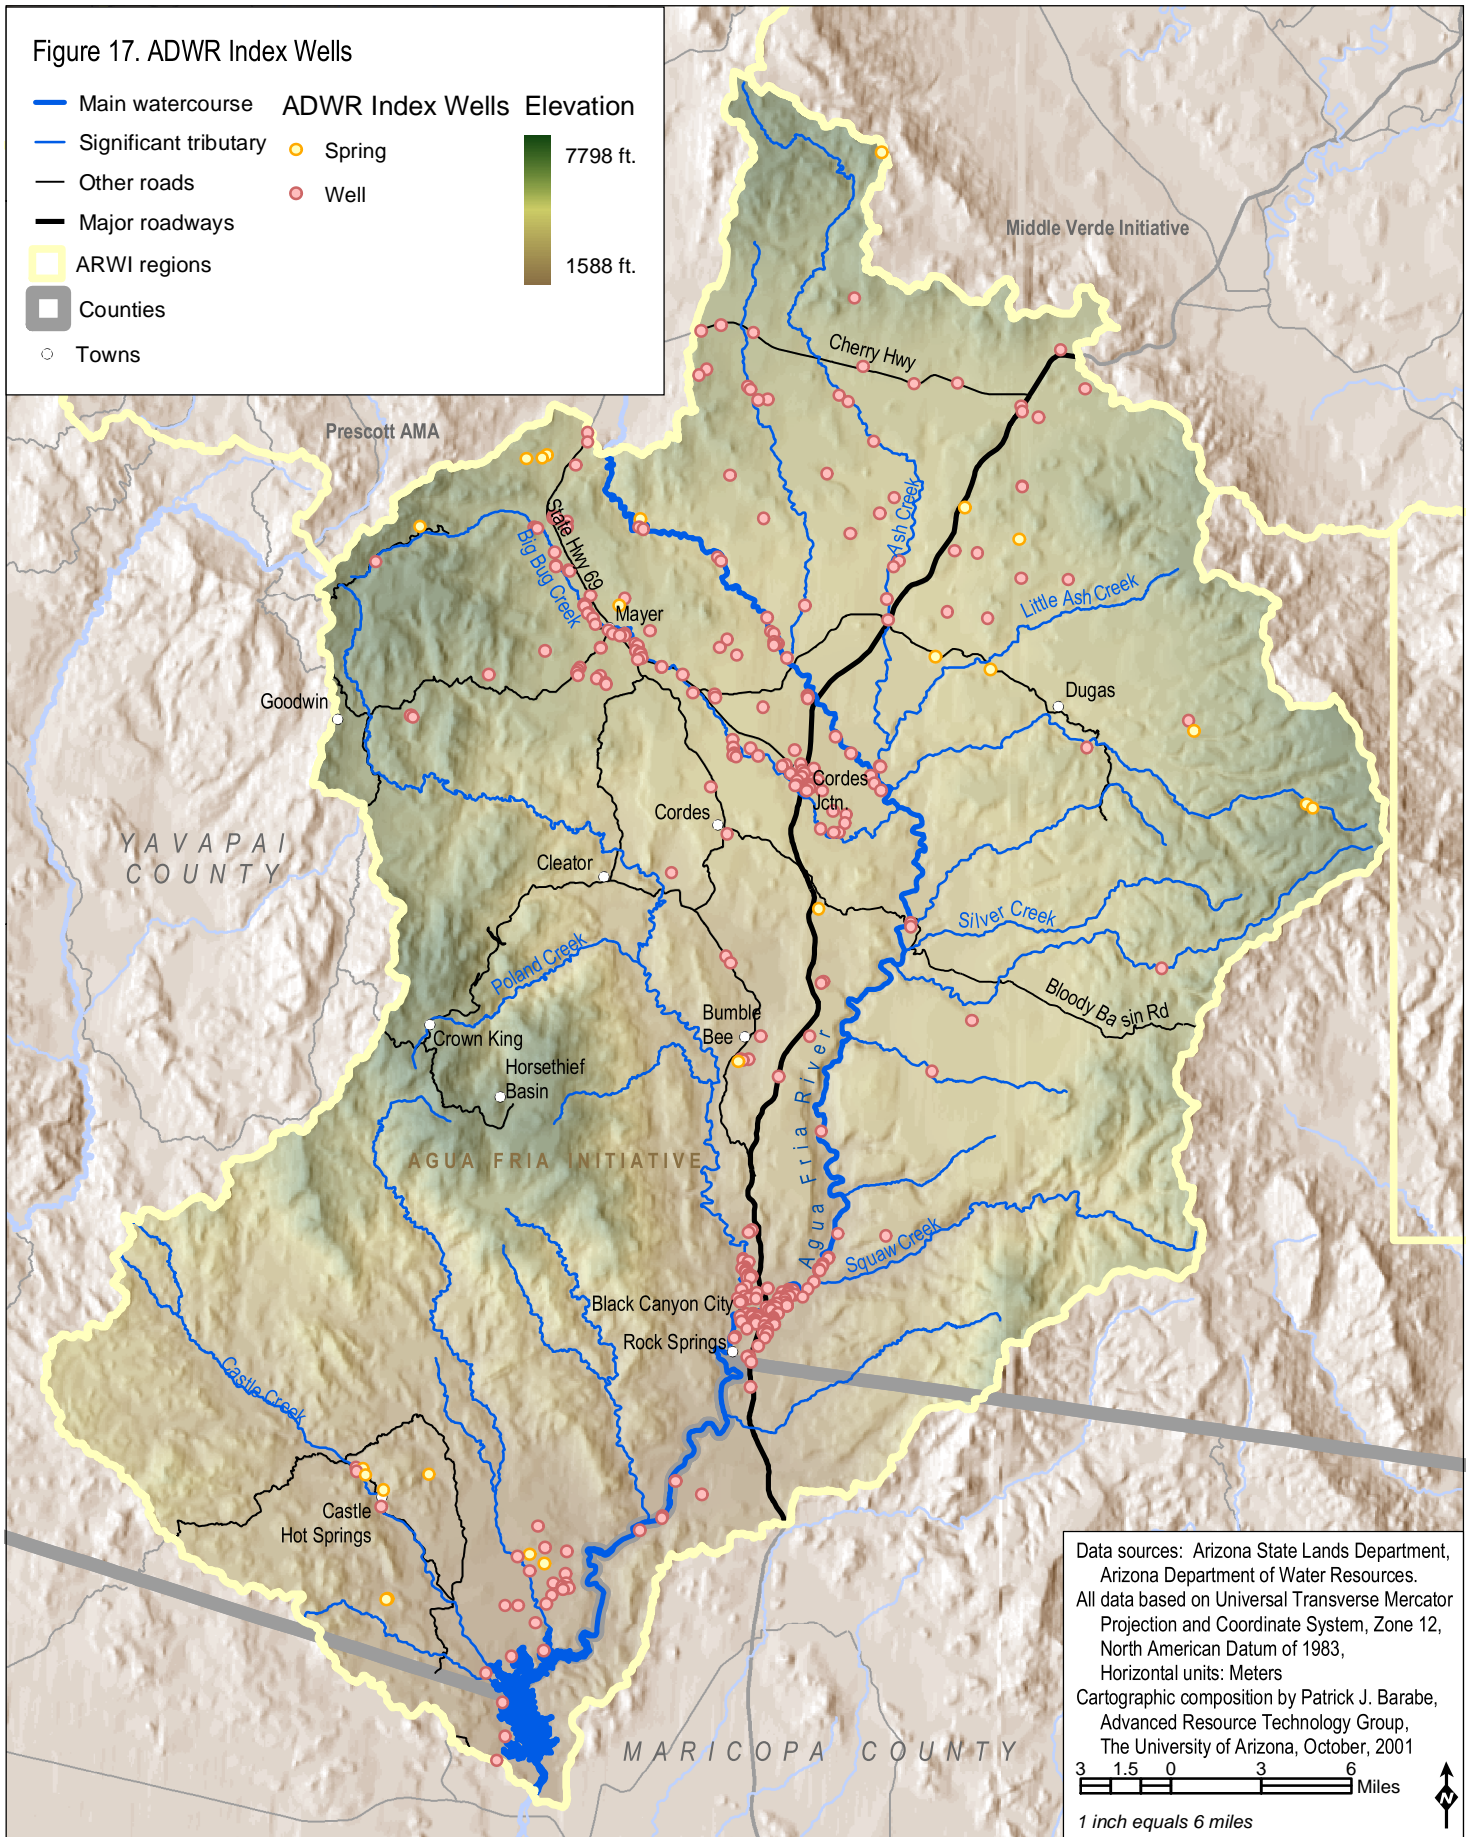 Figure 17. ADWR Index Wells
Main watercourse
Significant tributary
Other roads
Major roadways
ARWI regions
Counties
Towns
ADWR Index Wells
Spring
Well
Elevation
7798 ft.
1588 ft.
Middle Verde Initiative
Cherry Hwy
Prescott AMA
Ash Creek
State Hwy 69
Big Bug Creek
Little Ash Creek
Mayer
Goodwin
Dugas
Cordes
Jctn.
Cordes
YAVAPAI
COUNTY
Cleator
Silver Creek
Poland Creek
Bloody Basin Rd
Bumble
Bee
Crown King
Horsethief
Basin
Agua Fria River
AGUA FRIA INITIATIVE
Squaw Creek
Black Canyon City
Rock Springs
Castle Creek
Castle
Hot Springs
MARICOPA COUNTY
Data sources: Arizona State Lands Department,
Arizona Department of Water Resources.
All data based on Universal Transverse Mercator
Projection and Coordinate System, Zone 12,
North American Datum of 1983,
Horizontal units: Meters
Cartographic composition by Patrick J. Barabe,
Advanced Resource Technology Group,
The University of Arizona, October, 2001
3 1.5 0 3 6
Miles
1 inch equals 6 miles
N